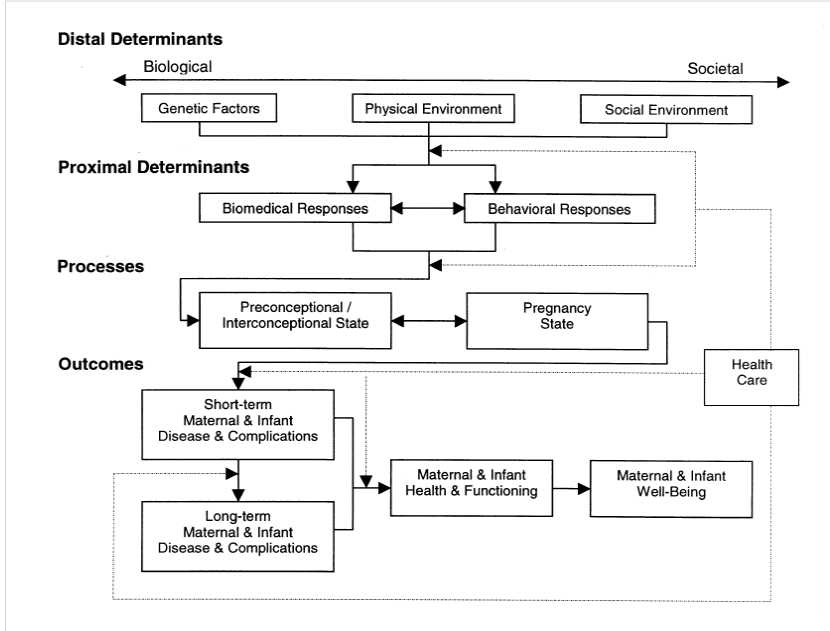 Distal Determinants
Biological
Societal
Genetic Factors
Physical Environment
Social Environment
Proximal Determinants
Biomedical Responses
Behavioral Responses
Processes
Preconceptional /
Interconceptional State
Pregnancy
State
Outcomes
Health
Care
Short-term
Maternal & Infant
Disease & Complications
Maternal & Infant
Health & Functioning
Maternal & Infant
Well-Being
Long-term
Maternal & Infant
Disease & Complications